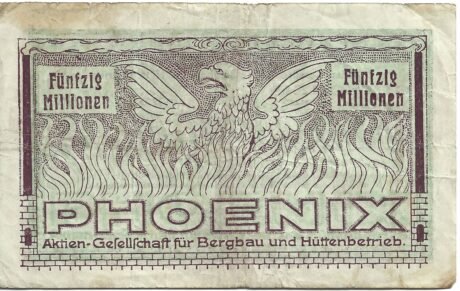 Fünfzig
Millionen
Fünfzig
Millionen
PHOENIX
Aktien-Gesellschaft für Bergbau und Hüttenbetrieb.